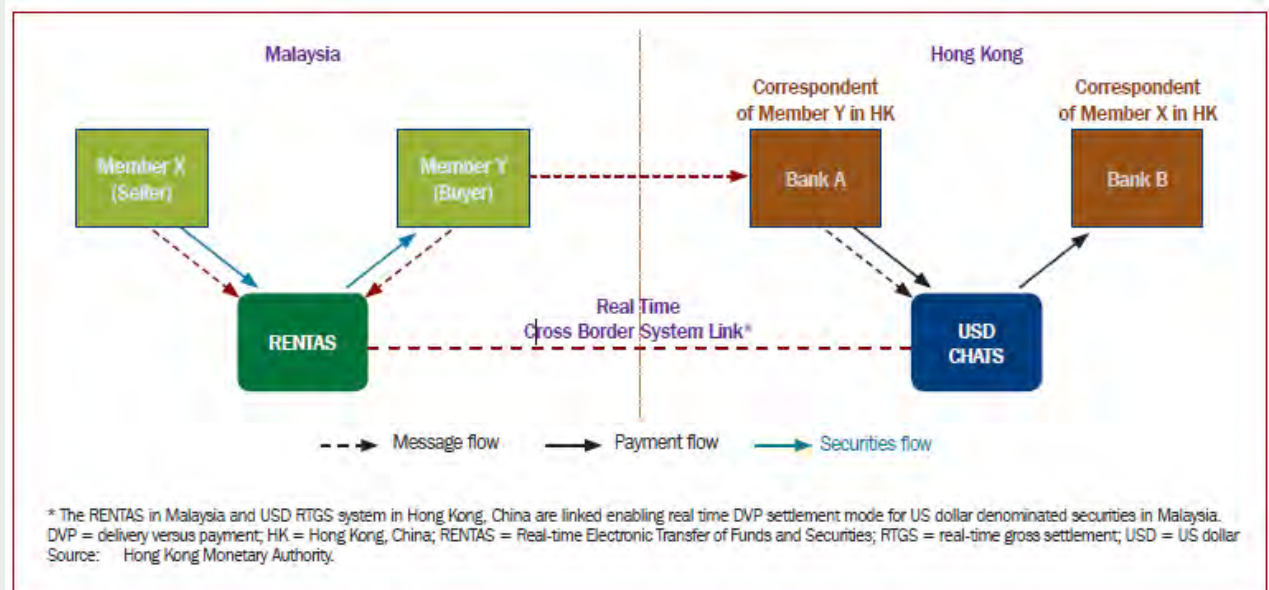 Malaysia
Hong Kong
Correspondent
of Member Y in HK
Correspondent
of Member X in HK
Member X
(Seller)
Member Y
(Buyer)
Bank A
Bank B
Real Time
Cross Border System Link*
RENTAS
USD
CHATS
Message flow
Payment flow
Securities flow
* The RENTAS in Malaysia and USD RTGS system in Hong Kong, China are linked enabling real time DVP settlement mode for US dollar denominated securities in Malaysia.
DVP = delivery versus payment; HK = Hong Kong, China; RENTAS = Real-time Electronic Transfer of Funds and Securities; RTGS = real-time gross settlement; USD = US dollar
Source: Hong Kong Monetary Authority.